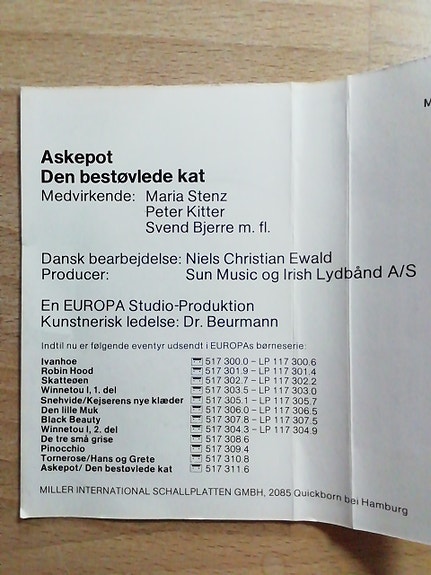 M
Askepot
Den bestøvlede kat
Medvirkende: Maria Stenz
Peter Kitter
Svend Bjerre m. fl.
Dansk bearbejdelse: Niels Christian Ewald
Producer: Sun Music og Irish Lydbånd A/S
En EUROPA Studio-Produktion
Kunstnerisk ledelse: Dr. Beurmann
Indtil nu er følgende eventyr udsendt i EUROPAs børneserie:
Ivanhoe 517 300.0 – LP 117 300.6
Robin Hood 517 301.9 – LP 117 301.4
Skatteøen 517 302.7 – LP 117 302.2
Winnetou I, 1. del 517 303.5 – LP 117 303.0
Snehvide/Kejserens nye klæder 517 305.1 – LP 117 305.7
Den lille Muk 517 306.0 – LP 117 306.5
Black Beauty 517 307.8 – LP 117 307.5
Winnetou I, 2. del 517 304.3 – LP 117 304.9
De tre små grise 517 308.6
Pinocchio 517 309.4
Tornerose/Hans og Grete 517 310.8
Askepot/ Den bestøvlede kat 517 311.6
MILLER INTERNATIONAL SCHALLPLATTEN GMBH, 2085 Quickborn bei Hamburg